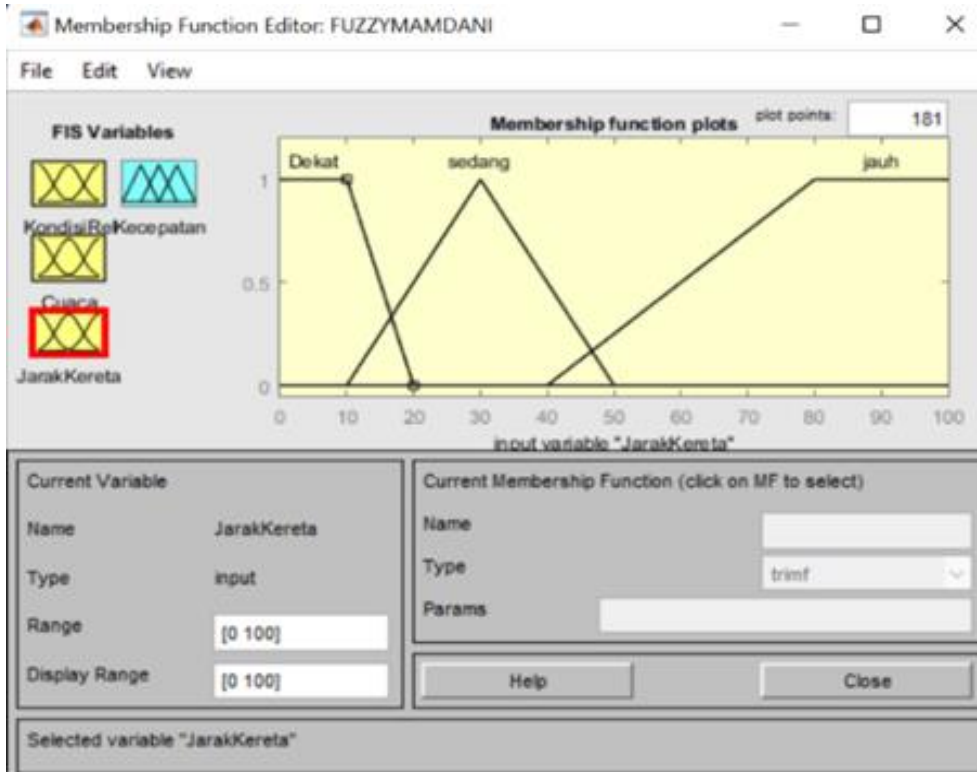 Membership Function Editor: FUZZYMAMDANI
File Edit View
FIS Variables
KondisiRel Kecepatan
Cuaca
JarakKereta
Membership function plots
plot points: 181
Dekat sedang jauh
1
0.5
0
0 10 20 30 40 50 60 70 80 90 100
input variable "JarakKereta"
Current Variable
Name JarakKereta
Type input
Range [0 100]
Display Range [0 100]
Current Membership Function (click on MF to select)
Name
Type trimf
Params
Help Close
Selected variable "JarakKereta"